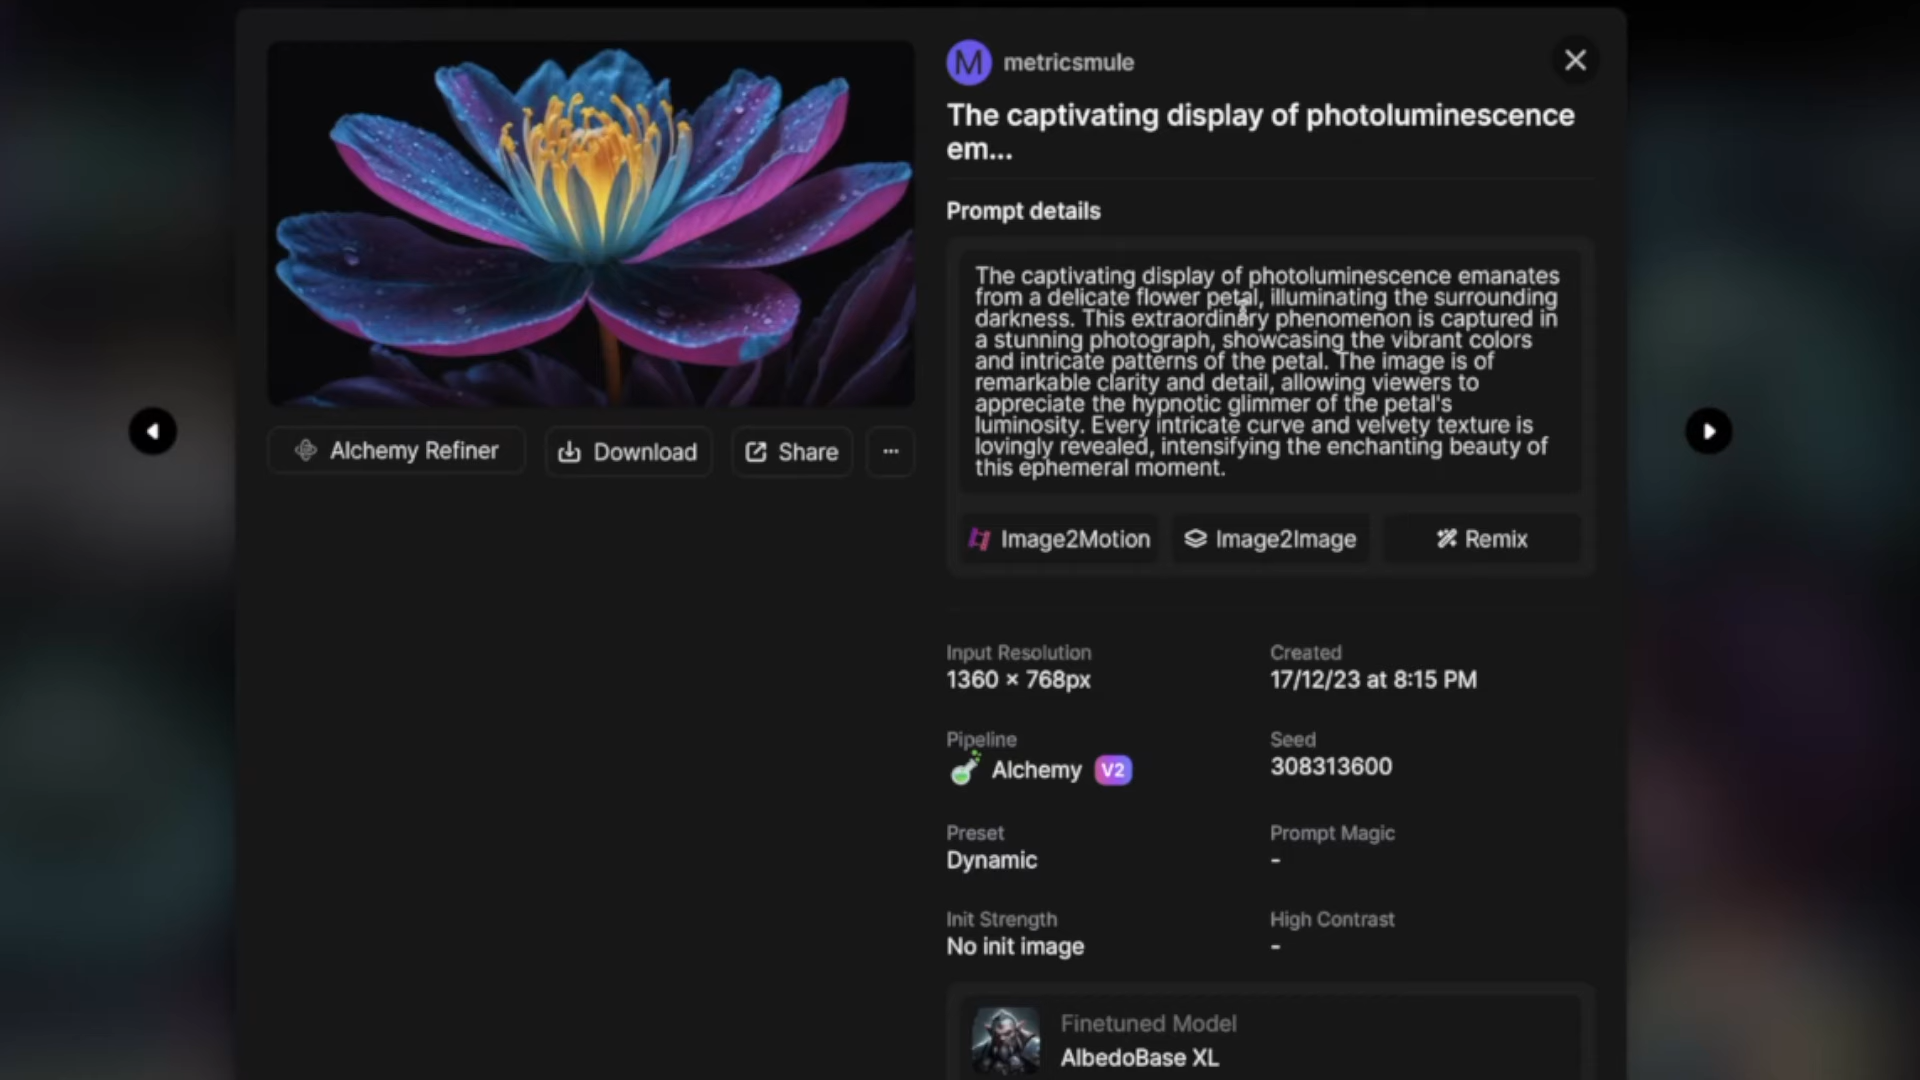 M metricsmule
The captivating display of photoluminescence
em...
Prompt details
The captivating display of photoluminescence emanates
from a delicate flower petal, illuminating the surrounding
darkness. This extraordinary phenomenon is captured in
a stunning photograph, showcasing the vibrant colors
and intricate patterns of the petal. The image is of
remarkable clarity and detail, allowing viewers to
appreciate the hypnotic glimmer of the petal's
luminosity. Every intricate curve and velvety texture is
lovingly revealed, intensifying the enchanting beauty of
this ephemeral moment.
Alchemy Refiner Download Share ...
Image2Motion Image2Image Remix
Input Resolution Created
1360 × 768px 17/12/23 at 8:15 PM
Pipeline Seed
Alchemy V2 308313600
Preset Prompt Magic
Dynamic -
Init Strength High Contrast
No init image -
Finetuned Model
AlbedoBase XL